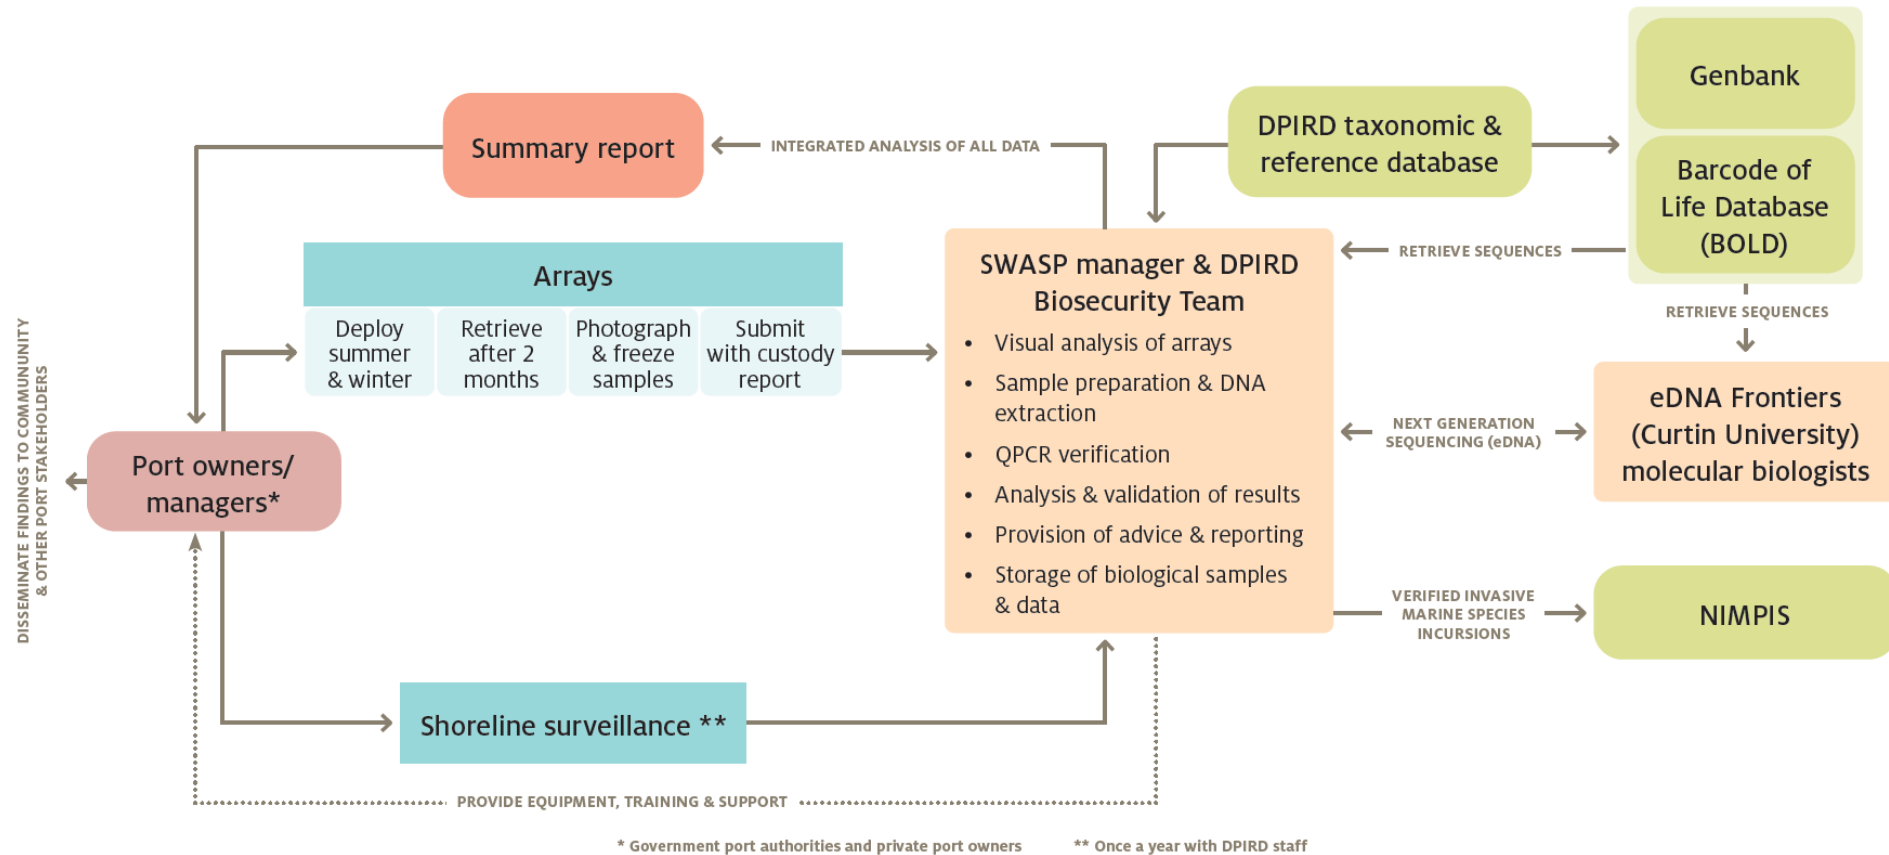 Genbank
DPIRD taxonomic &
reference database
Summary report
INTEGRATED ANALYSIS OF ALL DATA
Barcode of
Life Database
(BOLD)
RETRIEVE SEQUENCES
RETRIEVE SEQUENCES
Arrays
Deploy
summer
& winter
Retrieve
after 2
months
Photograph
& freeze
samples
Submit
with custody
report
SWASP manager & DPIRD
Biosecurity Team
• Visual analysis of arrays
• Sample preparation & DNA
extraction
• QPCR verification
• Analysis & validation of results
• Provision of advice & reporting
• Storage of biological samples
& data
NEXT GENERATION
SEQUENCING (eDNA)
eDNA Frontiers
(Curtin University)
molecular biologists
DISSEMINATE FINDINGS TO COMMUNITY
& OTHER PORT STAKEHOLDERS
Port owners/
managers*
VERIFIED INVASIVE
MARINE SPECIES
INCURSIONS
NIMPIS
Shoreline surveillance **
PROVIDE EQUIPMENT, TRAINING & SUPPORT
* Government port authorities and private port owners
** Once a year with DPIRD staff